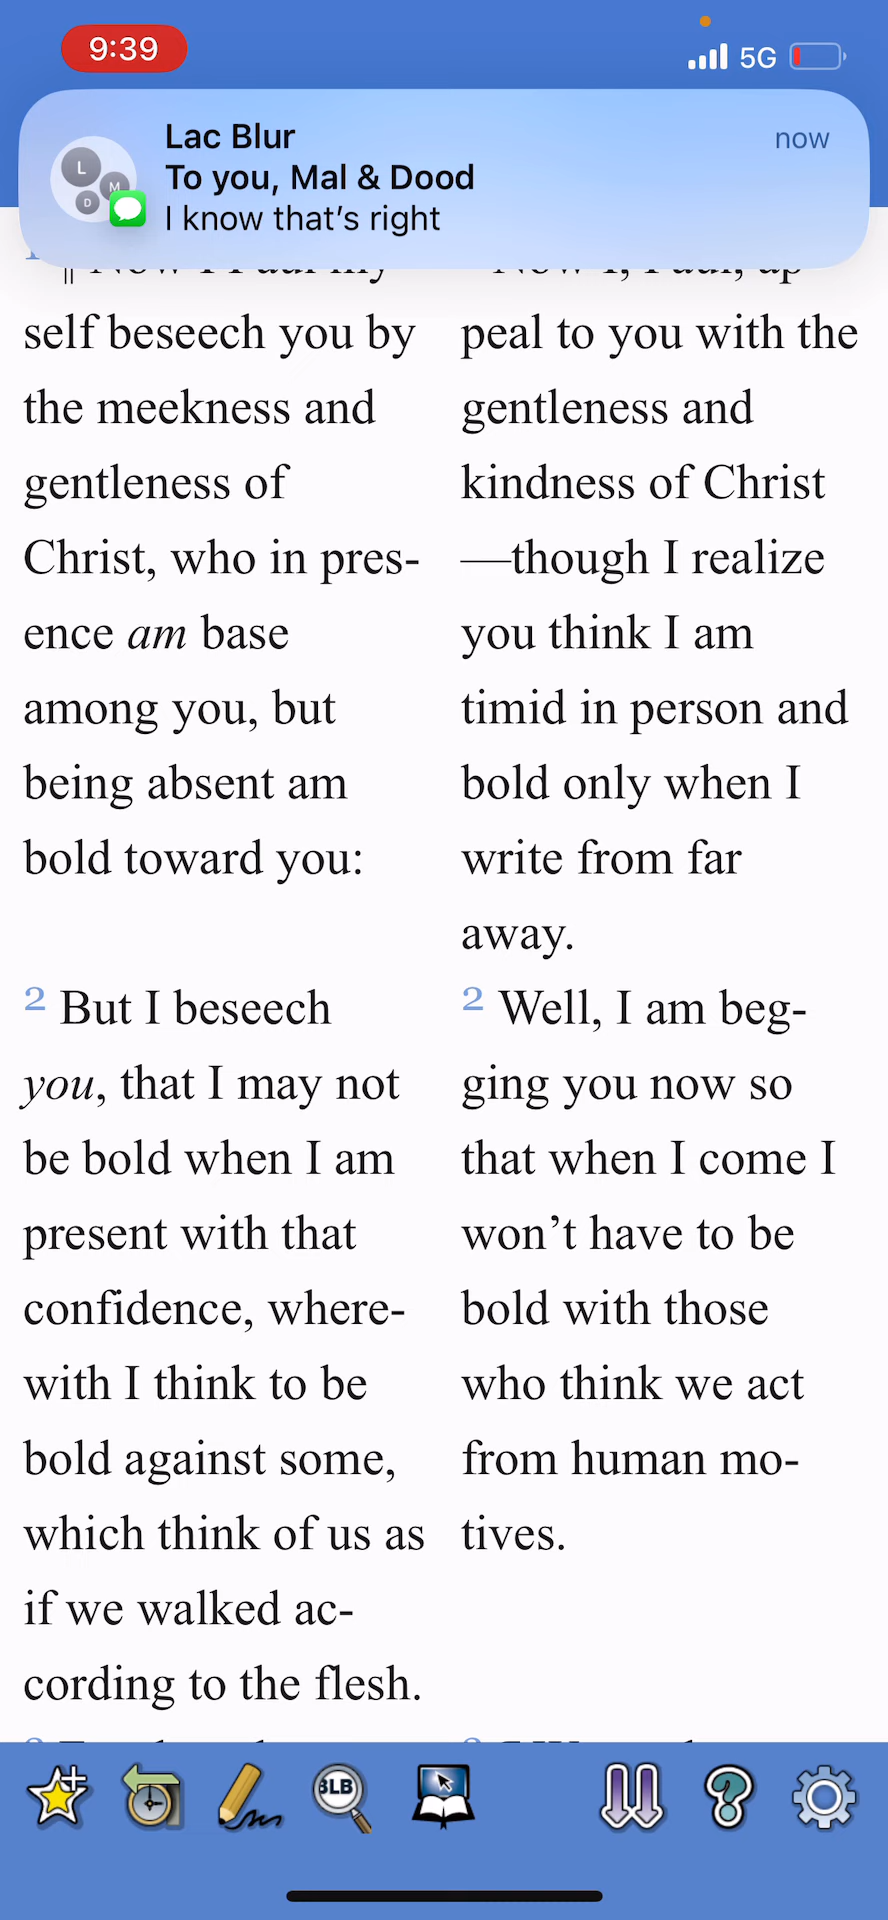 9:39
5G
Lac Blur
now
To you, Mal & Dood
I know that's right
L
M
D
self beseech you by
the meekness and
gentleness of
Christ, who in pres-
ence am base
among you, but
being absent am
bold toward you:
2 But I beseech
you, that I may not
be bold when I am
present with that
confidence, where-
with I think to be
bold against some,
which think of us as
if we walked ac-
cording to the flesh.
Now I, Paul, ap
peal to you with the
gentleness and
kindness of Christ
—though I realize
you think I am
timid in person and
bold only when I
write from far
away.
2 Well, I am beg-
ging you now so
that when I come I
won't have to be
bold with those
who think we act
from human mo-
tives.
BLB